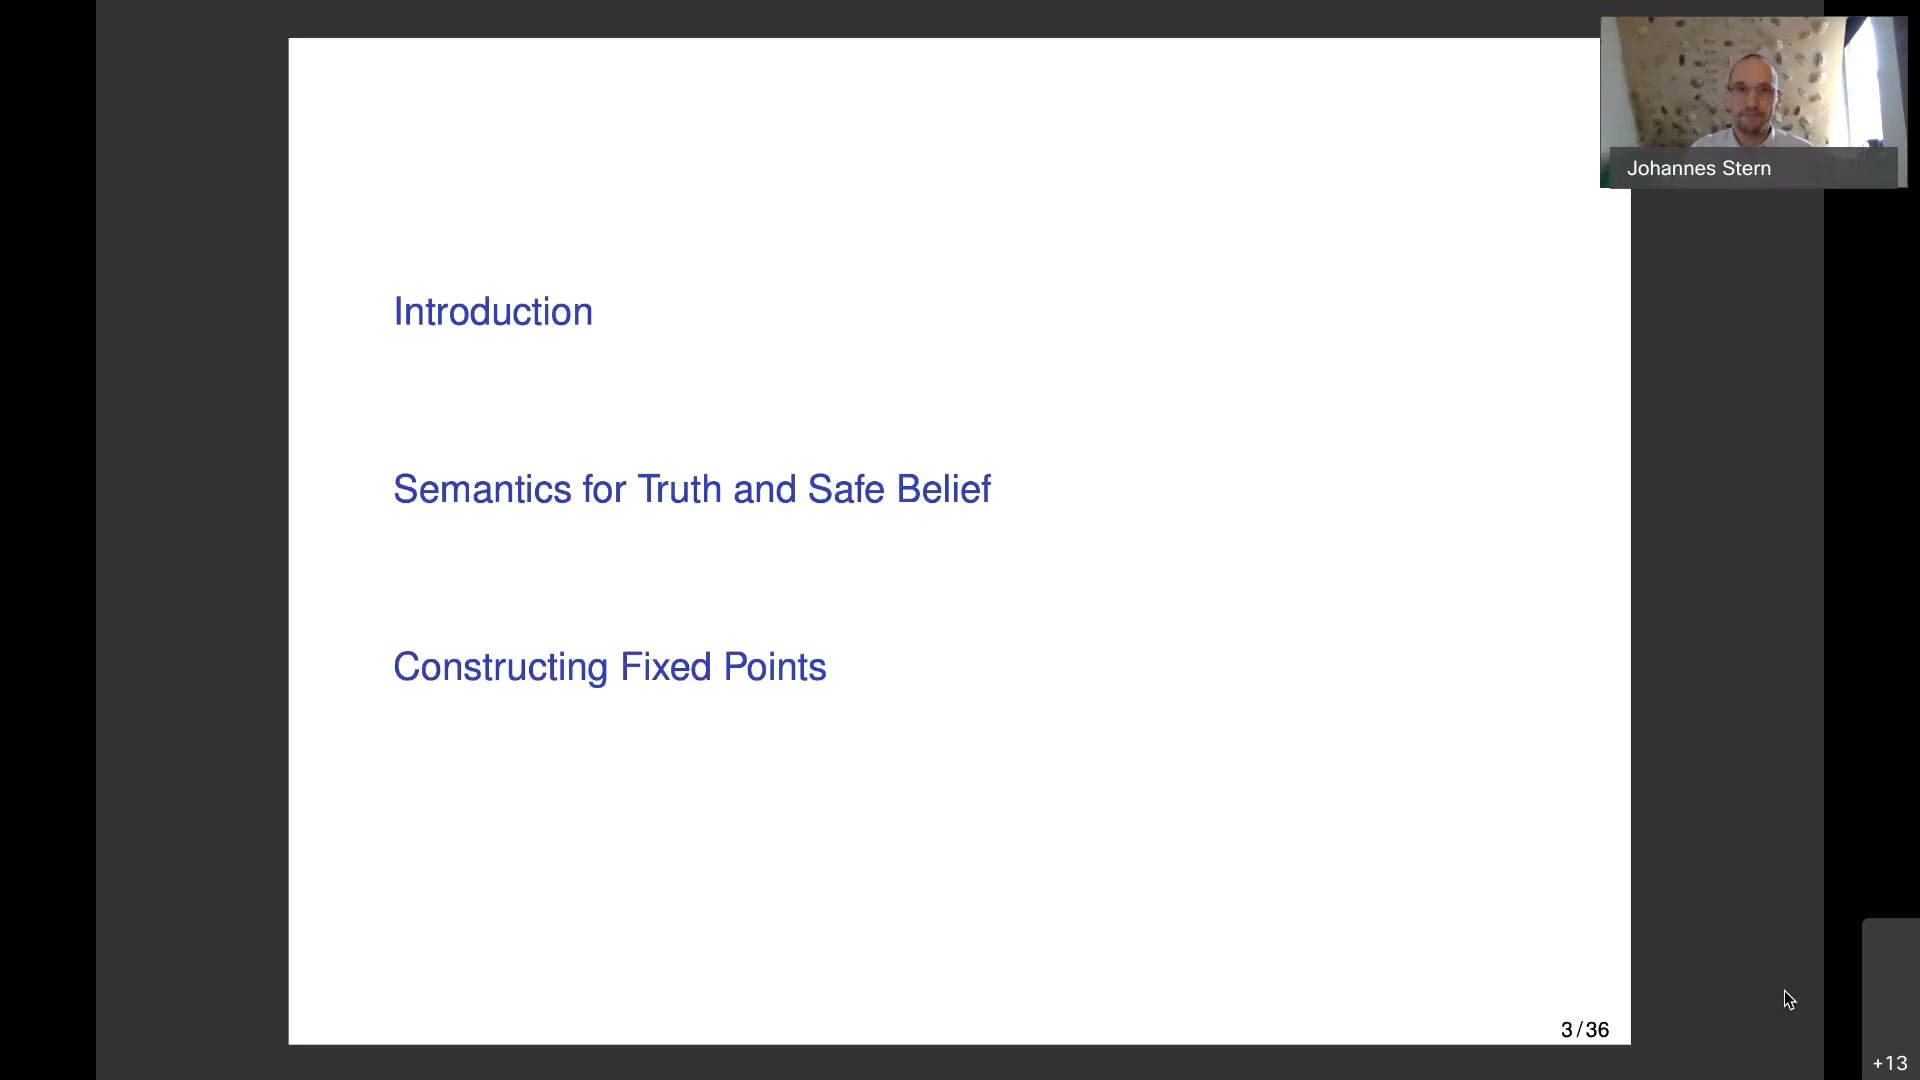 Johannes Stern
Introduction
Semantics for Truth and Safe Belief
Constructing Fixed Points
3 / 36
+13